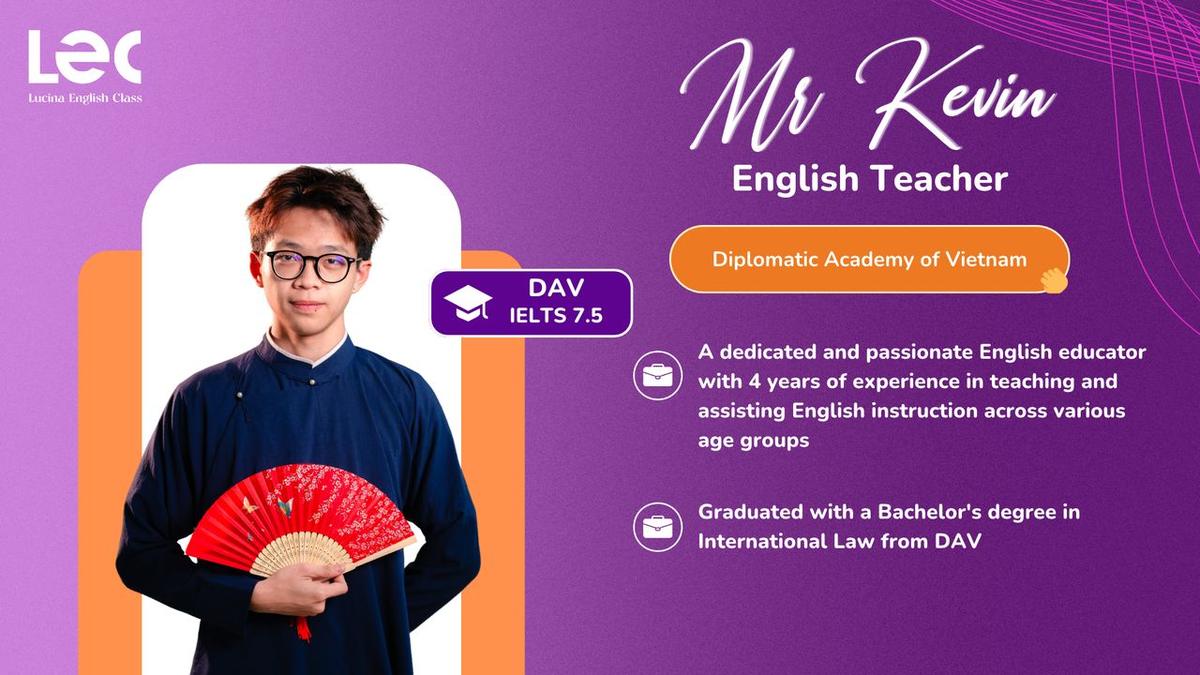 LEC
Lucina English Class
Mr Kevin
English Teacher
Diplomatic Academy of Vietnam
DAV
IELTS 7.5
A dedicated and passionate English educator
with 4 years of experience in teaching and
assisting English instruction across various
age groups
Graduated with a Bachelor's degree in
International Law from DAV